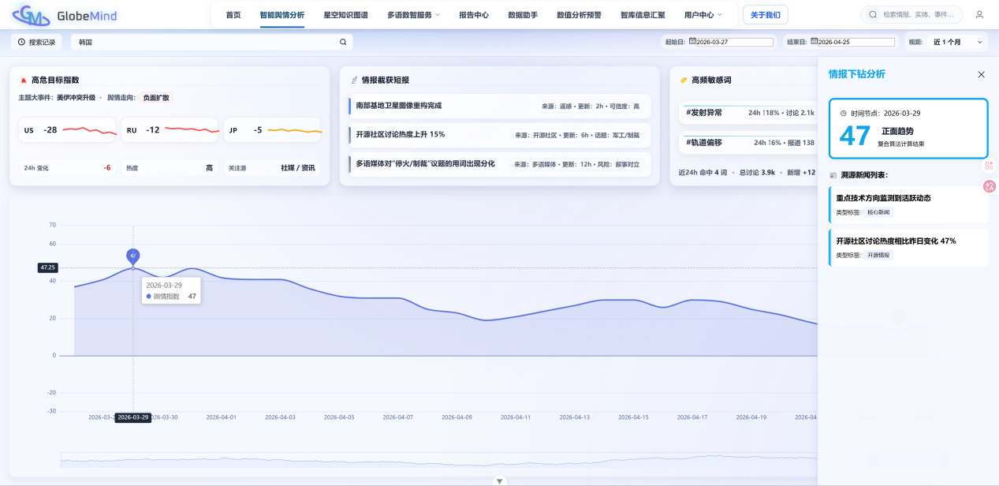 GlobeMind
首页 智能舆情分析 星空知识图谱 多语数智服务 报告中心 数据助手 数值分析预警 智库信息汇聚 用户中心 关于我们 检索情报、实体、事件...
搜索记录 韩国 起始日: 2026-03-27 结束日: 2026-04-25 视距: 近 1 个月
高危目标指数
主题大事件: 美伊冲突升级 • 舆情走向: 负面扩散
US -28 RU -12 JP -5
24h 变化 -6 热度 高 关注源 社媒 / 资讯
情报截获短报
南部基地卫星图像重构完成 来源: 遥感 • 更新: 2h • 可信度: 高
开源社区讨论热度上升 15% 来源: 开源社区 • 更新: 6h • 话题: 军工/制裁
多语媒体对“停火/制裁”议题的用词出现分化 来源: 多语媒体 • 更新: 12h • 风险: 叙事对立
高频敏感词
#发射异常 24h ↑18% • 讨论 2.1k
#轨道偏移 24h ↑6% • 报道 138
近24h 命中 4 词 • 总讨论 3.9k • 新增 +12
情报下钻分析
时间节点: 2026-03-29
47 正面趋势
复合算法计算结果
溯源新闻列表:
重点技术方向监测到活跃动态
类型标签: 核心新闻
开源社区讨论热度相比昨日变化 47%
类型标签: 开源情报
70
60
47.25
40
20
0
-20
-30
47
2026-03-29
舆情指数 47
2026-03-2 2026-03-29 26-03-30 2026-04-01 2026-04-03 2026-04-05 2026-04-07 2026-04-09 2026-04-11 2026-04-13 2026-04-15 2026-04-17 2026-04-19 2026-04